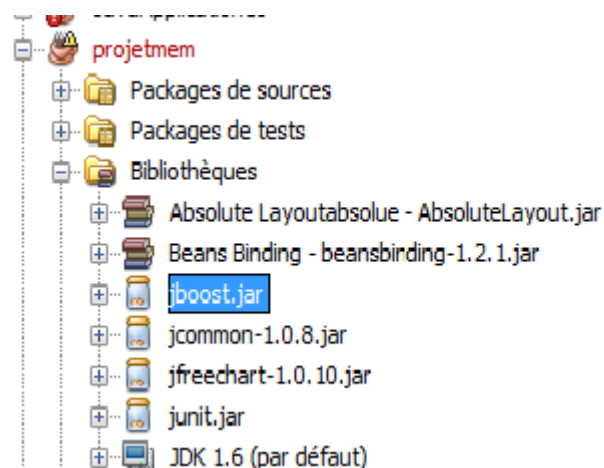 projetmem
Packages de sources
Packages de tests
Bibliothèques
Absolute Layoutabsolue - AbsoluteLayout.jar
Beans Binding - beansbinding-1.2.1.jar
jboost.jar
jcommon-1.0.8.jar
jfreechart-1.0.10.jar
junit.jar
JDK 1.6 (par défaut)